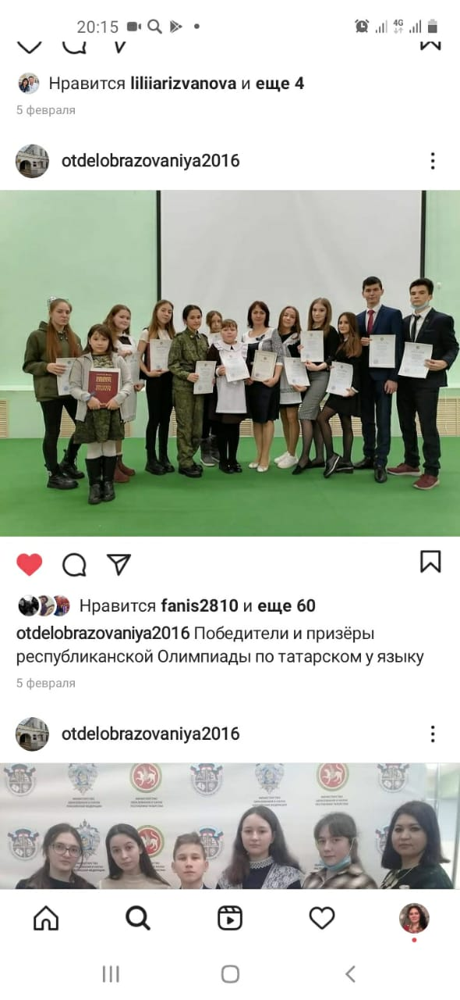 20:15
4G
Нравится liliiarizvanova и еще 4
5 февраля
otdelobrazovaniya2016
Нравится fanis2810 и еще 60
otdelobrazovaniya2016 Победители и призёры
республиканской Олимпиады по татарском у языку
5 февраля
otdelobrazovaniya2016